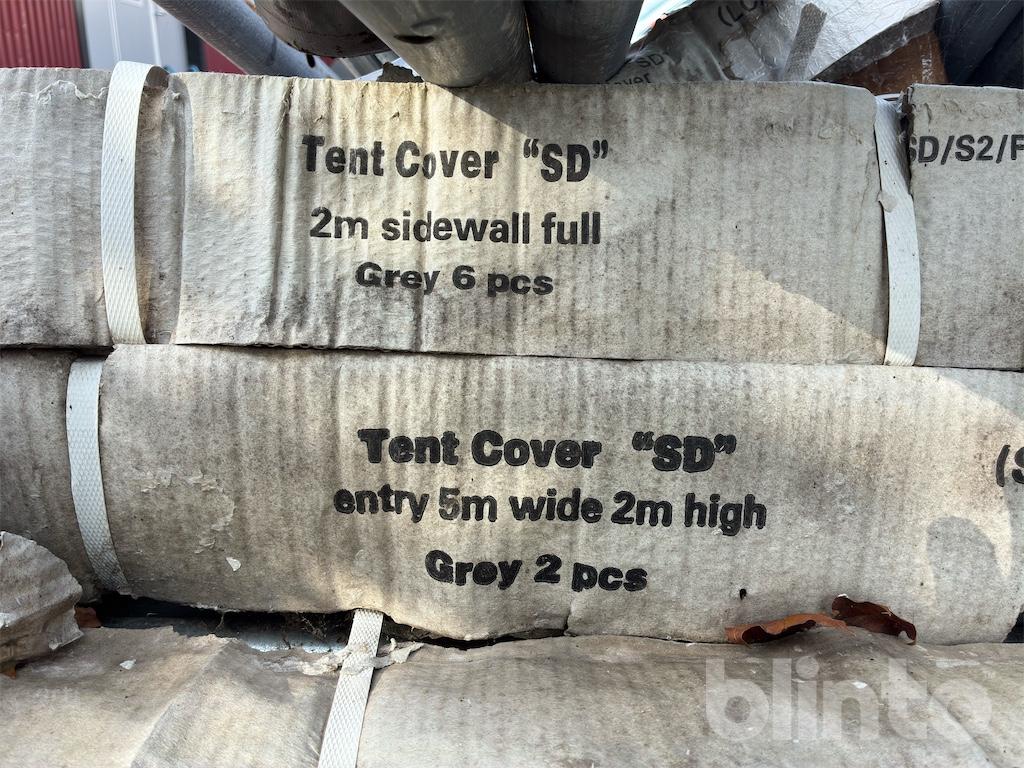 Tent Cover "SD"
2m sidewall full
Grey 6 pcs
SD/S2/F
Tent Cover "SD"
entry 5m wide 2m high
Grey 2 pcs
(S
blinto